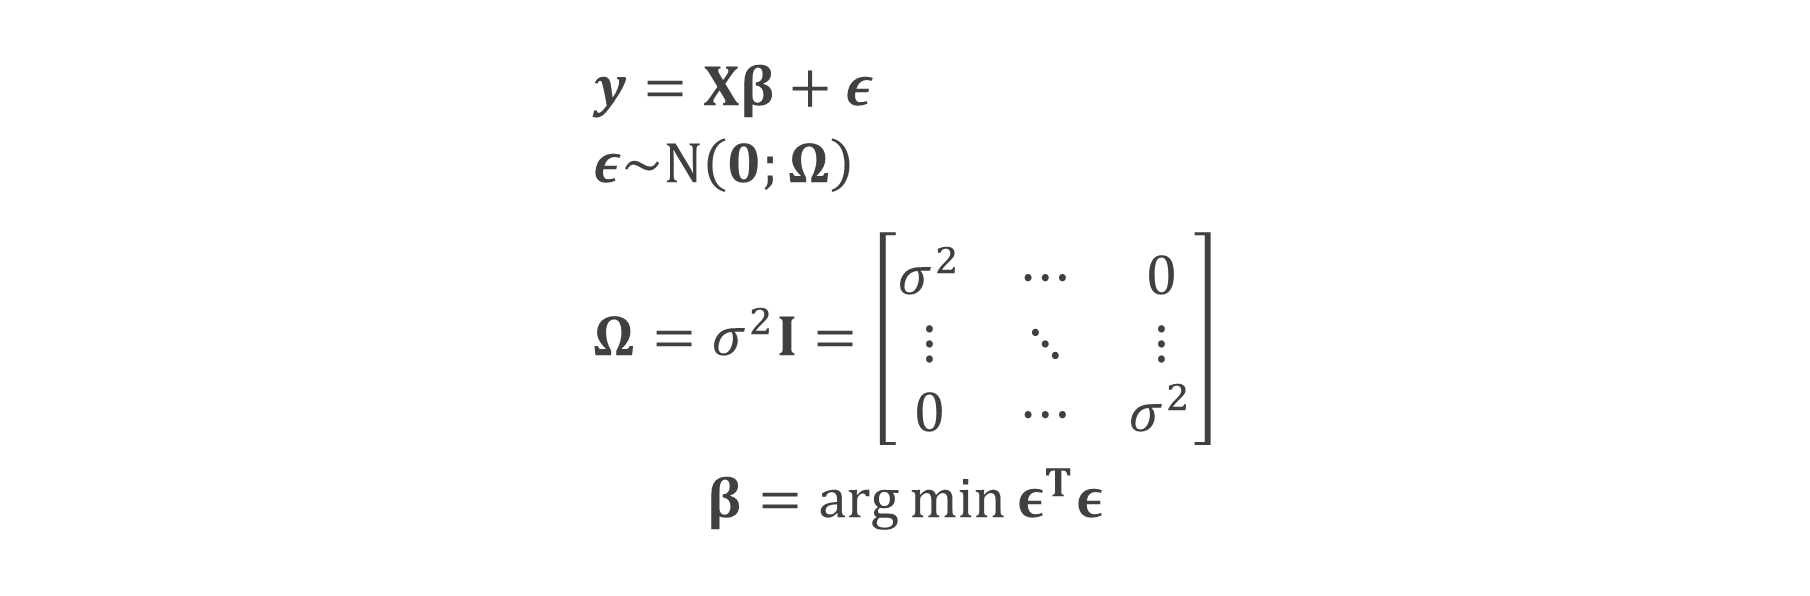 y = Xβ + ϵ
ϵ~N(0; Ω)
Ω = σ²I = [σ² ⋯ 0
⋮ ⋱ ⋮
0 ⋯ σ²]
β = arg min ϵᵀϵ